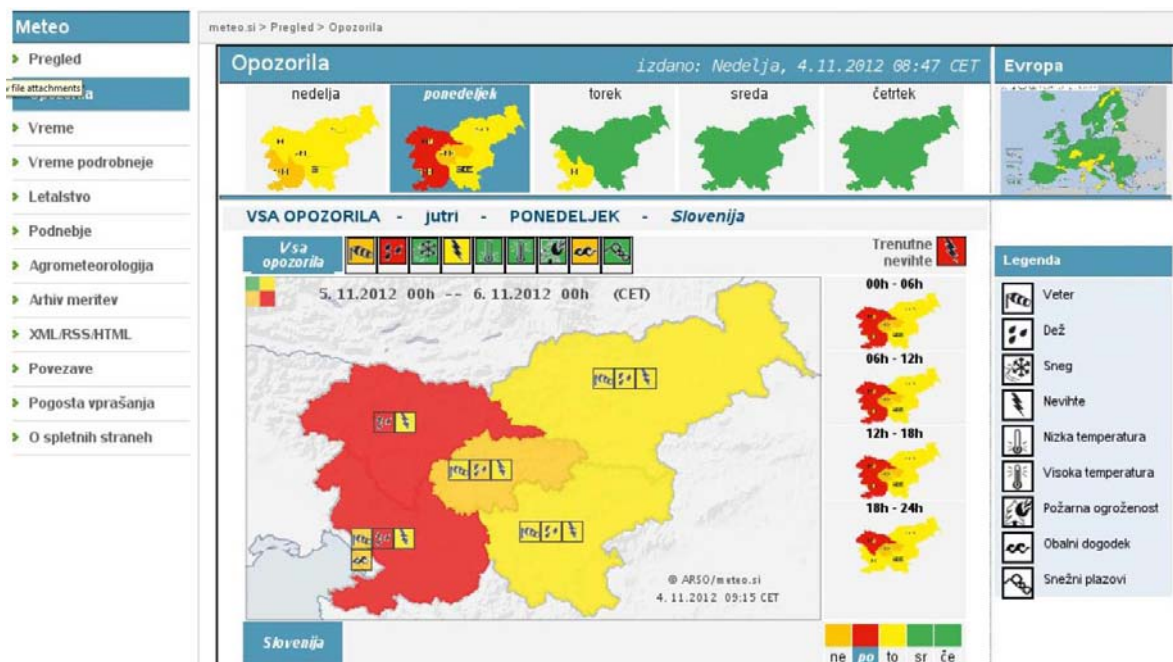 Meteo
Pregled
file attachments
Vreme
Vreme podrobneje
Letalstvo
Podnebje
Agrometeorologija
Arhiv meritev
XML/RSS/HTML
Povezave
Pogosta vprašanja
O spletnih straneh
meteo.si > Pregled > Opozorila
Opozorila izdano: Nedelja, 4.11.2012 08:47 CET
nedelja ponedeljek torek sreda četrtek
VSA OPOZORILA - jutri - PONEDELJEK - Slovenija
Vsa
opozorila
Trenutne
nevihte
5.11.2012 00h -- 6.11.2012 00h (CET)
© ARSO/meteo.si
4.11.2012 09:15 CET
00h - 06h
06h - 12h
12h - 18h
18h - 24h
Slovenija
ne po to sr če
Evropa
Legenda
Veter
Dež
Sneg
Nevihte
Nizka temperatura
Visoka temperatura
Požarna ogroženost
Obalni dogodek
Snežni plazovi